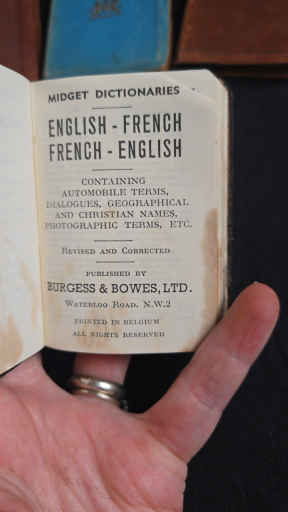 MIDGET DICTIONARIES
ENGLISH - FRENCH
FRENCH - ENGLISH
CONTAINING
AUTOMOBILE TERMS,
DIALOGUES, GEOGRAPHICAL
AND CHRISTIAN NAMES,
PHOTOGRAPHIC TERMS, ETC.
REVISED AND CORRECTED
PUBLISHED BY
BURGESS & BOWES, LTD.
WATERLOO ROAD. N.W.2
PRINTED IN BELGIUM
ALL RIGHTS RESERVED